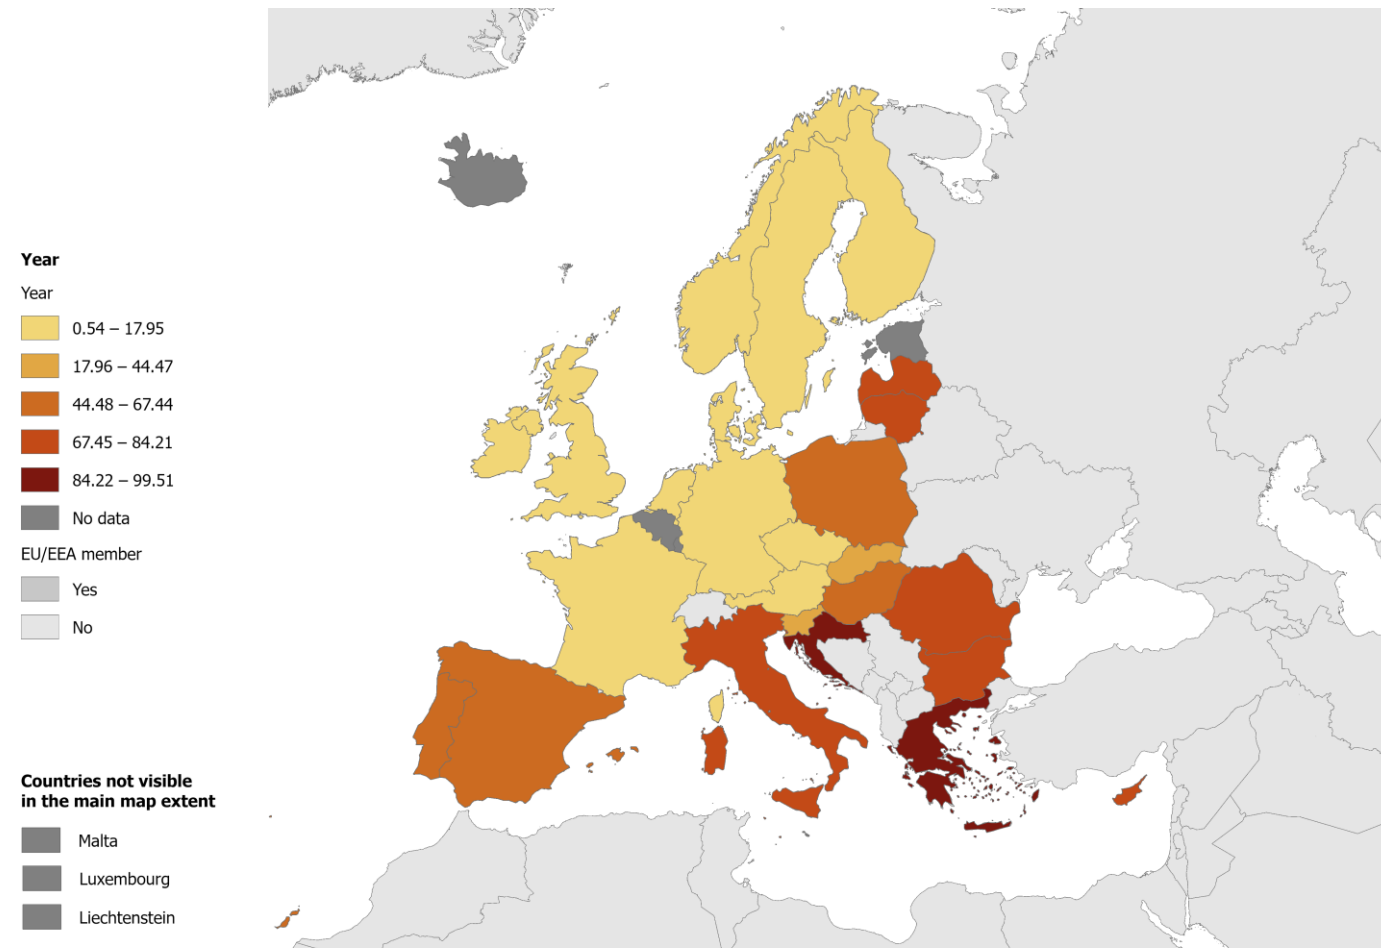 Year
Year
0.54 – 17.95
17.96 – 44.47
44.48 – 67.44
67.45 – 84.21
84.22 – 99.51
No data
EU/EEA member
Yes
No
Countries not visible
in the main map extent
Malta
Luxembourg
Liechtenstein